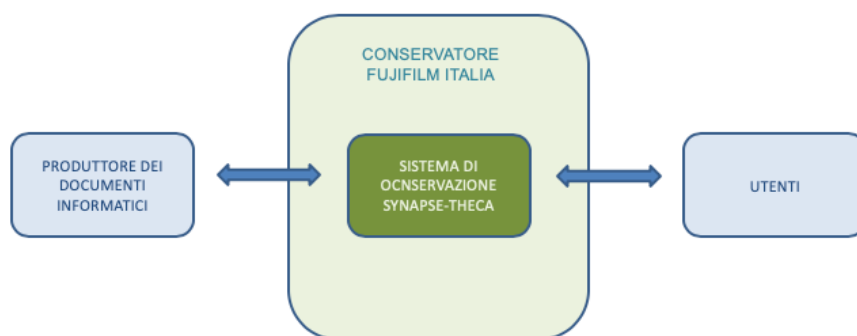 CONSERVATORE
FUJIFILM ITALIA
PRODUTTORE DEI
DOCUMENTI
INFORMATICI
SISTEMA DI
OCNSERVAZIONE
SYNAPSE-THECA
UTENTI